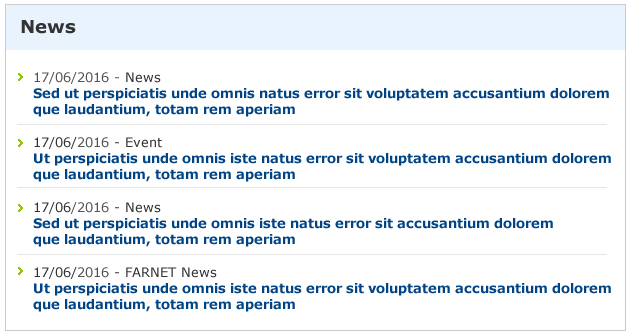 News
17/06/2016 - News
Sed ut perspiciatis unde omnis natus error sit voluptatem accusantium dolorem
que laudantium, totam rem aperiam
17/06/2016 - Event
Ut perspiciatis unde omnis iste natus error sit voluptatem accusantium dolorem
que laudantium, totam rem aperiam
17/06/2016 - News
Sed ut perspiciatis unde omnis iste natus error sit accusantium dolorem
que laudantium, totam rem aperiam
17/06/2016 - FARNET News
Ut perspiciatis unde omnis iste natus error sit voluptatem accusantium dolorem
que laudantium, totam rem aperiam